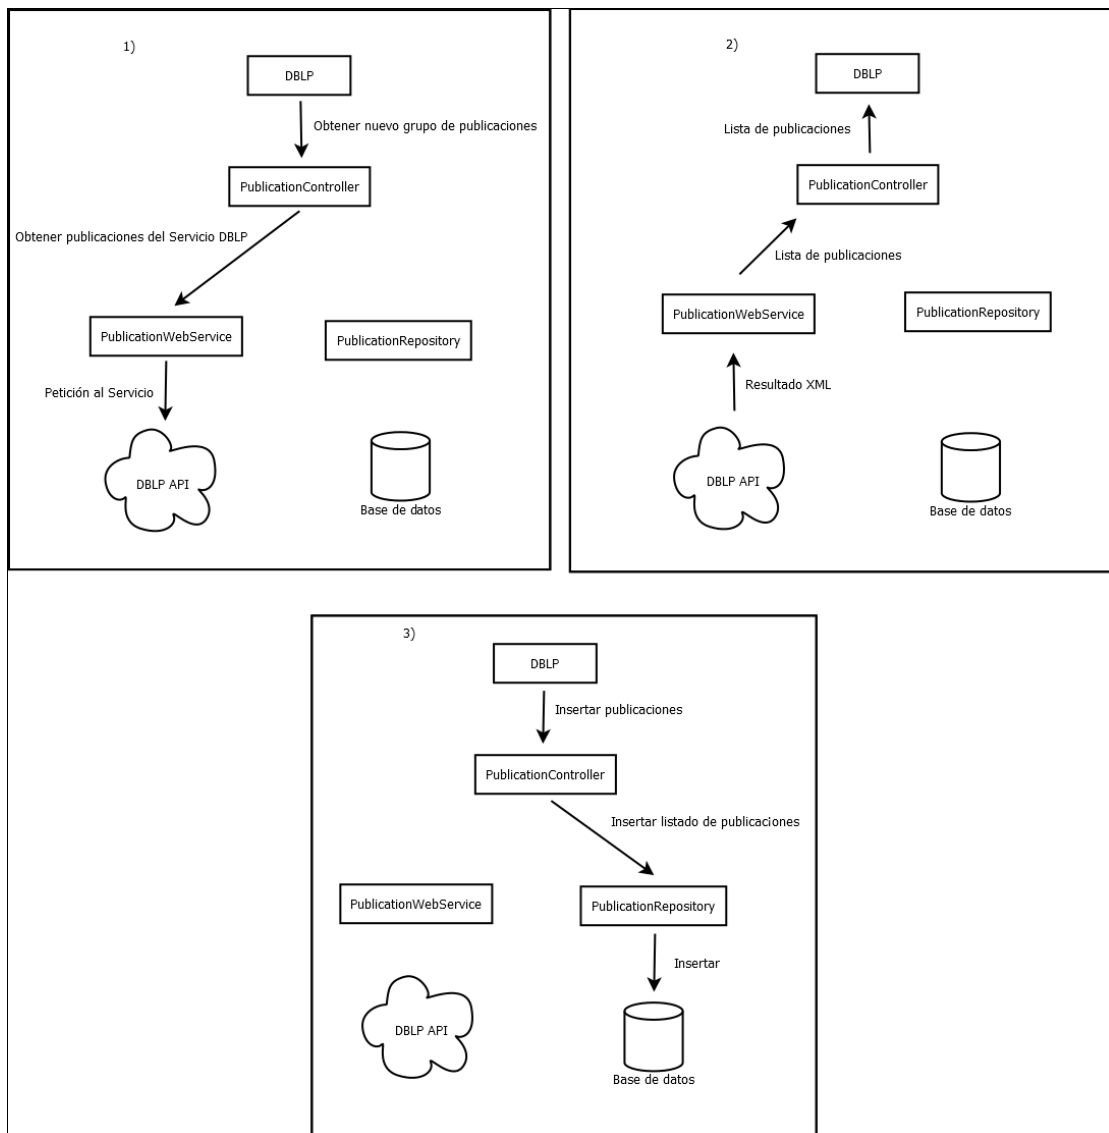 1)
DBLP
Obtener nuevo grupo de publicaciones
PublicationController
Obtener publicaciones del Servicio DBLP
PublicationWebService
PublicationRepository
Petición al Servicio
DBLP API
Base de datos
2)
DBLP
Lista de publicaciones
PublicationController
Lista de publicaciones
PublicationWebService
PublicationRepository
Resultado XML
DBLP API
Base de datos
3)
DBLP
Insertar publicaciones
PublicationController
Insertar listado de publicaciones
PublicationWebService
PublicationRepository
Insertar
DBLP API
Base de datos